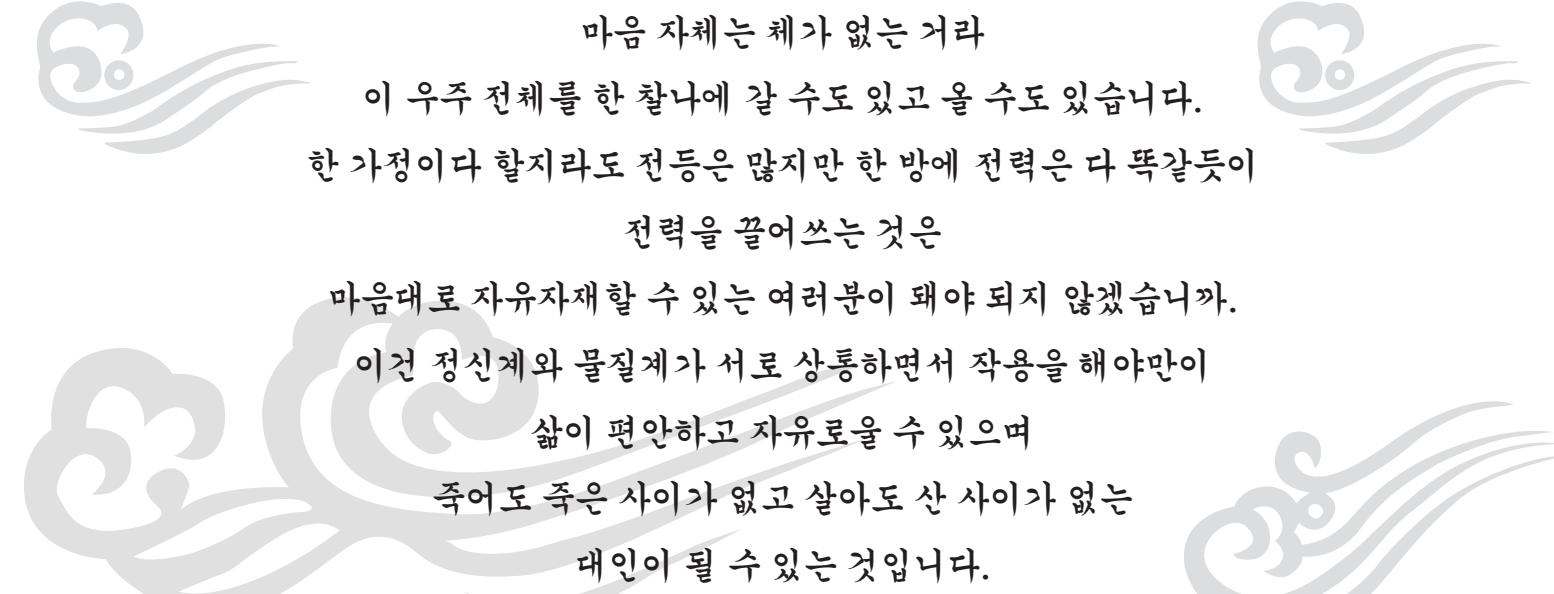 마음 자체는 체가 없는 거라
이 우주 전체를 한 찰나에 갈 수도 있고 올 수도 있습니다.
한 가정이다 할지라도 전등은 많지만 한 방에 전력은 다 똑같듯이
전력을 끌어쓰는 것은
마음대로 자유자재할 수 있는 여러분이 돼야 되지 않겠습니까.
이건 정신계와 물질계가 서로 상통하면서 작용을 해야만이
삶이 편안하고 자유로울 수 있으며
죽어도 죽은 사이가 없고 살아도 산 사이가 없는
대인이 될 수 있는 것입니다.